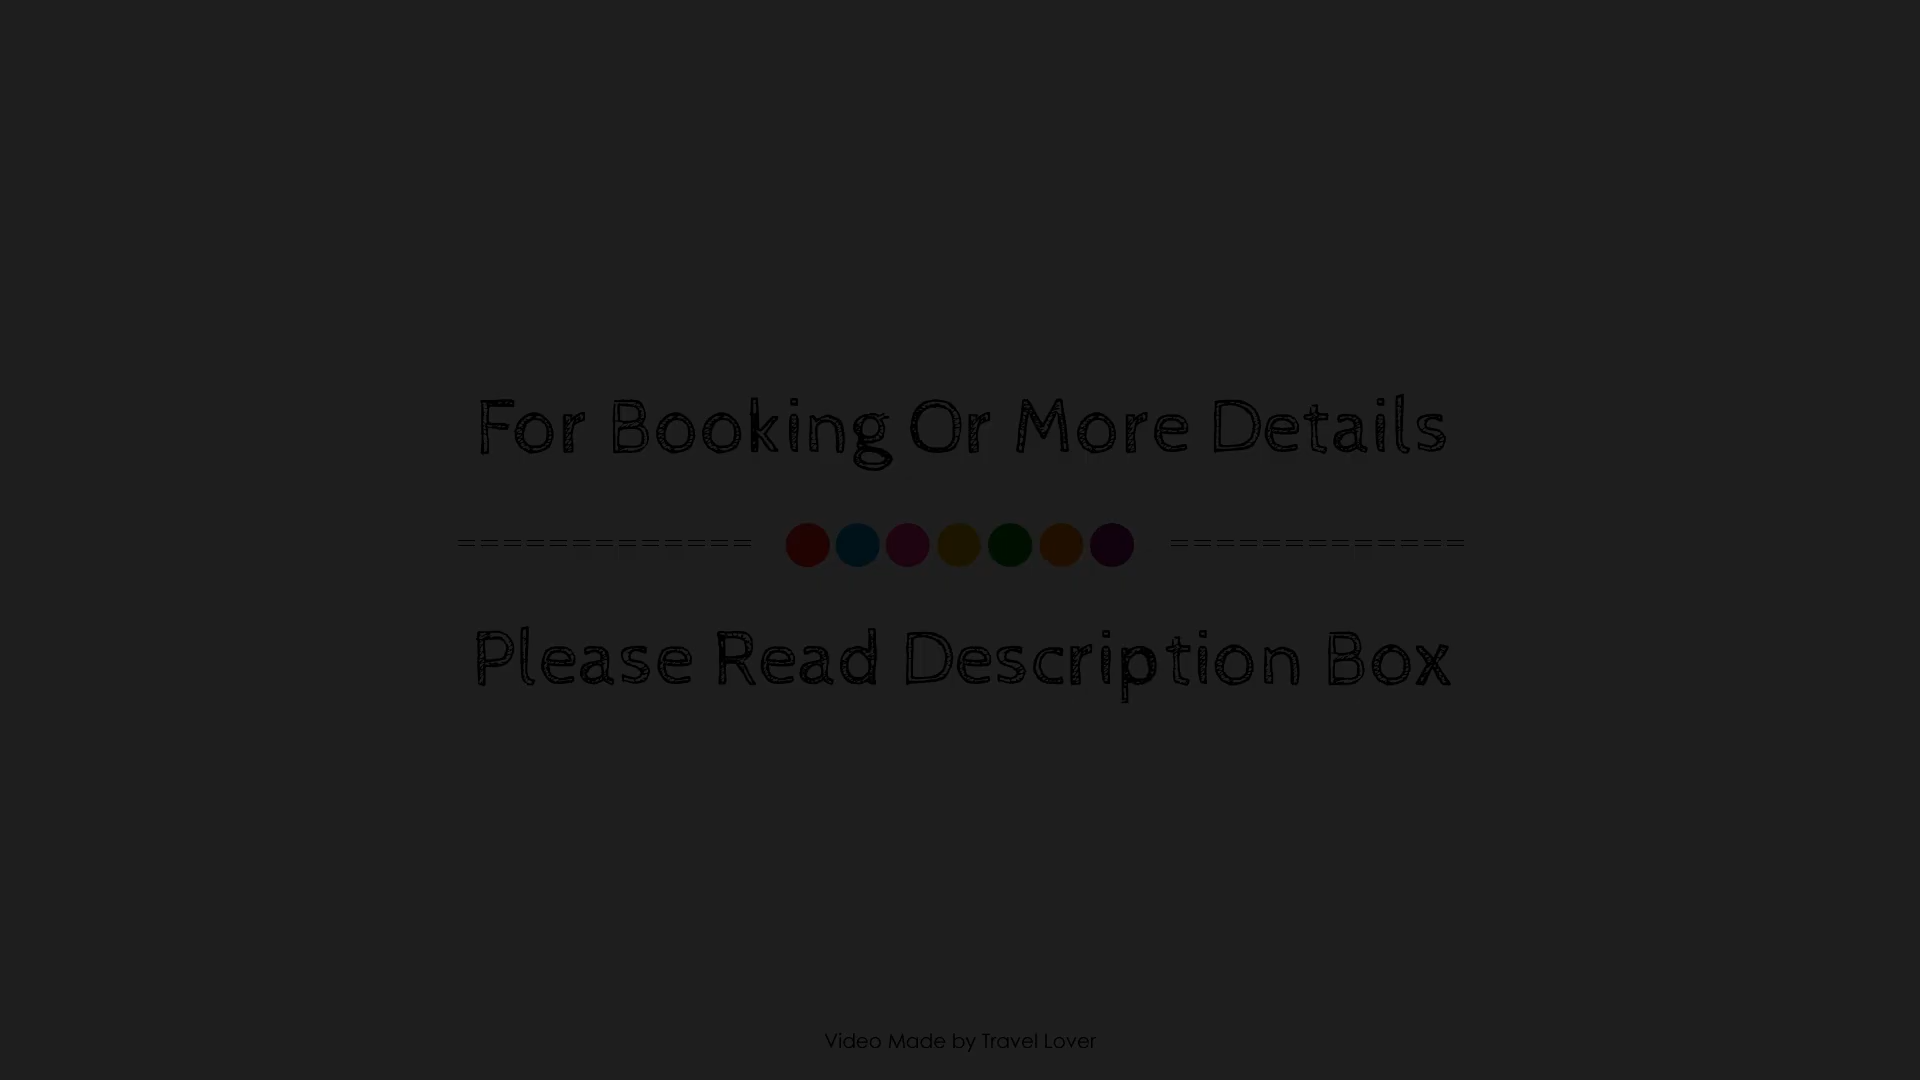 For Booking Or More Details
============= =============
Please Read Description Box
Video Made by Travel Lover